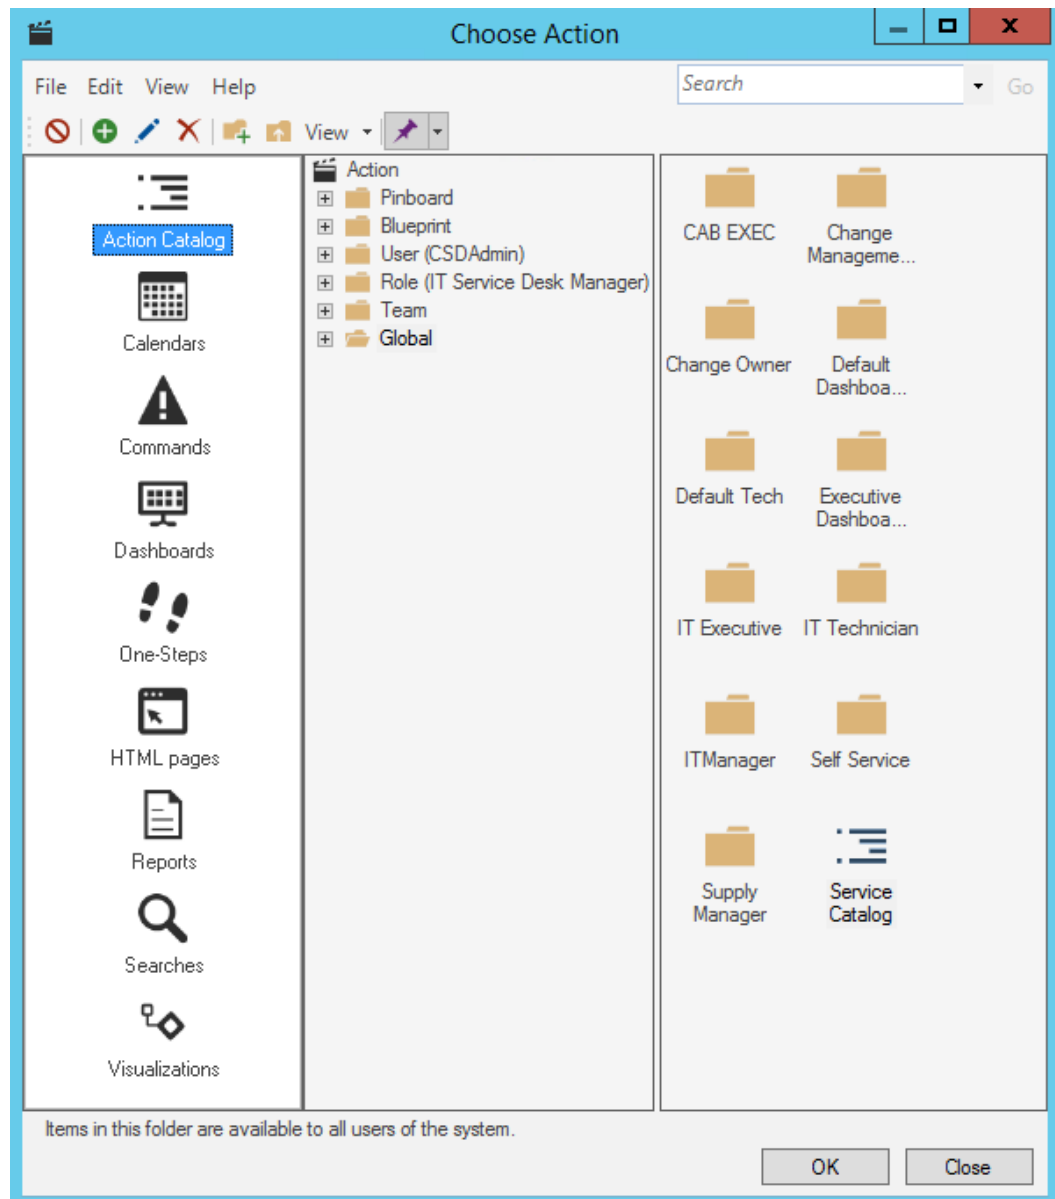 Choose Action
File Edit View Help
Search
Go
View
Action Catalog
Calendars
Commands
Dashboards
One-Steps
HTML pages
Reports
Searches
Visualizations
Action
Pinboard
Blueprint
User (CSDAdmin)
Role (IT Service Desk Manager)
Team
Global
CAB EXEC
Change
Manageme...
Change Owner
Default
Dashboa...
Default Tech
Executive
Dashboa...
IT Executive
IT Technician
ITManager
Self Service
Supply
Manager
Service
Catalog
Items in this folder are available to all users of the system.
OK
Close